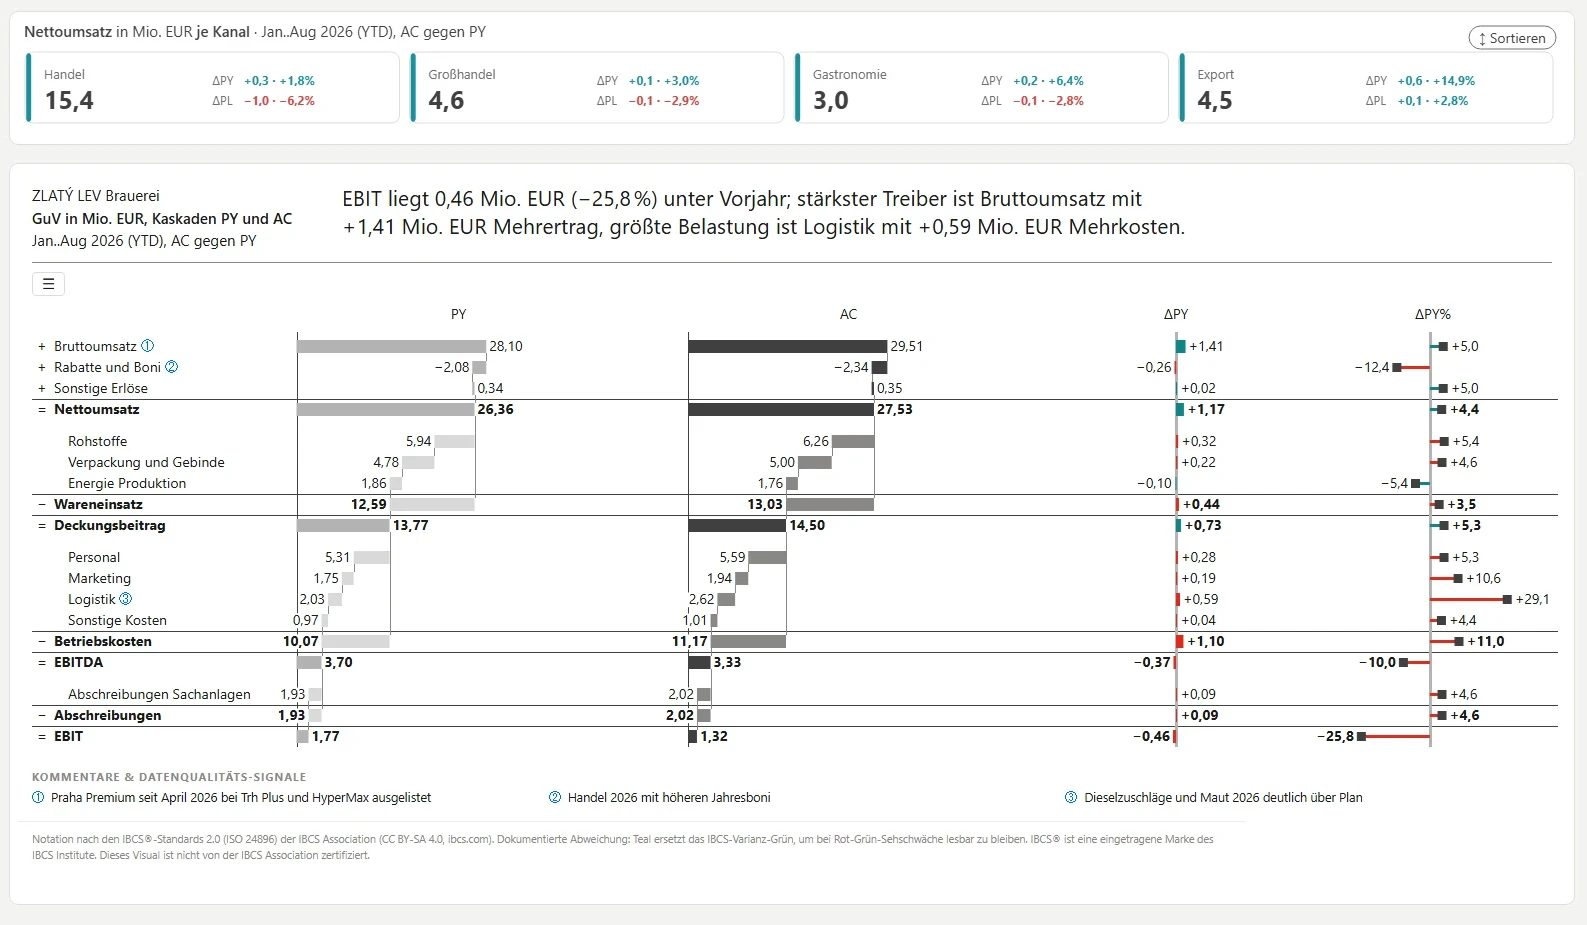 Nettoumsatz in Mio. EUR je Kanal · Jan..Aug 2026 (YTD), AC gegen PY
↕ Sortieren
Handel
15,4
ΔPY +0,3 · +1,8%
ΔPL −1,0 · −6,2%
Großhandel
4,6
ΔPY +0,1 · +3,0%
ΔPL −0,1 · −2,9%
Gastronomie
3,0
ΔPY +0,2 · +6,4%
ΔPL −0,1 · −2,8%
Export
4,5
ΔPY +0,6 · +14,9%
ΔPL +0,1 · +2,8%
ZLATÝ LEV Brauerei
GuV in Mio. EUR, Kaskaden PY und AC
Jan..Aug 2026 (YTD), AC gegen PY
EBIT liegt 0,46 Mio. EUR (−25,8 %) unter Vorjahr; stärkster Treiber ist Bruttoumsatz mit
+1,41 Mio. EUR Mehrertrag, größte Belastung ist Logistik mit +0,59 Mio. EUR Mehrkosten.
☰
PY AC ΔPY ΔPY%
+ Bruttoumsatz ① 28,10 29,51 +1,41 +5,0
+ Rabatte und Boni ② −2,08 −2,34 −0,26 −12,4
+ Sonstige Erlöse 0,34 0,35 +0,02 +5,0
= Nettoumsatz 26,36 27,53 +1,17 +4,4
Rohstoffe 5,94 6,26 +0,32 +5,4
Verpackung und Gebinde 4,78 5,00 +0,22 +4,6
Energie Produktion 1,86 1,76 −0,10 −5,4
− Wareneinsatz 12,59 13,03 +0,44 +3,5
= Deckungsbeitrag 13,77 14,50 +0,73 +5,3
Personal 5,31 5,59 +0,28 +5,3
Marketing 1,75 1,94 +0,19 +10,6
Logistik ③ 2,03 2,62 +0,59 +29,1
Sonstige Kosten 0,97 1,01 +0,04 +4,4
− Betriebskosten 10,07 11,17 +1,10 +11,0
= EBITDA 3,70 3,33 −0,37 −10,0
Abschreibungen Sachanlagen 1,93 2,02 +0,09 +4,6
− Abschreibungen 1,93 2,02 +0,09 +4,6
= EBIT 1,77 1,32 −0,46 −25,8
KOMMENTARE & DATENQUALITÄTS-SIGNALE
① Praha Premium seit April 2026 bei Trh Plus und HyperMax ausgelistet
② Handel 2026 mit höheren Jahresboni
③ Dieselzuschläge und Maut 2026 deutlich über Plan
Notation nach den IBCS®-Standards 2.0 (ISO 24896) der IBCS Association (CC BY-SA 4.0, ibcs.com). Dokumentierte Abweichung: Teal ersetzt das IBCS-Varianz-Grün, um bei Rot-Grün-Sehschwäche lesbar zu bleiben. IBCS® ist eine eingetragene Marke des
IBCS Institute. Dieses Visual ist nicht von der IBCS Association zertifiziert.